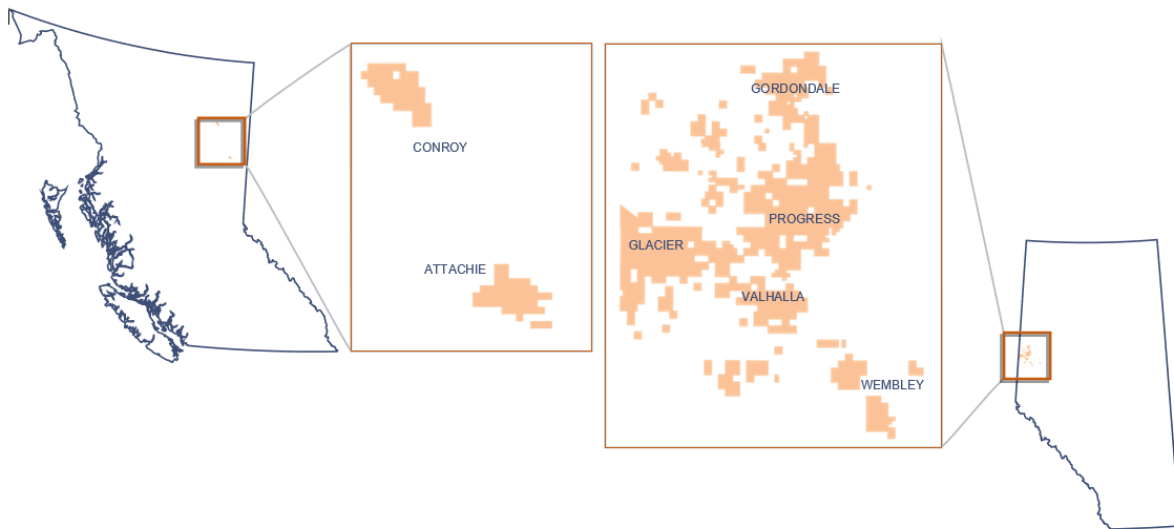 CONROY
ATTACHIE
GORDONDALE
PROGRESS
GLACIER
VALHALLA
WEMBLEY